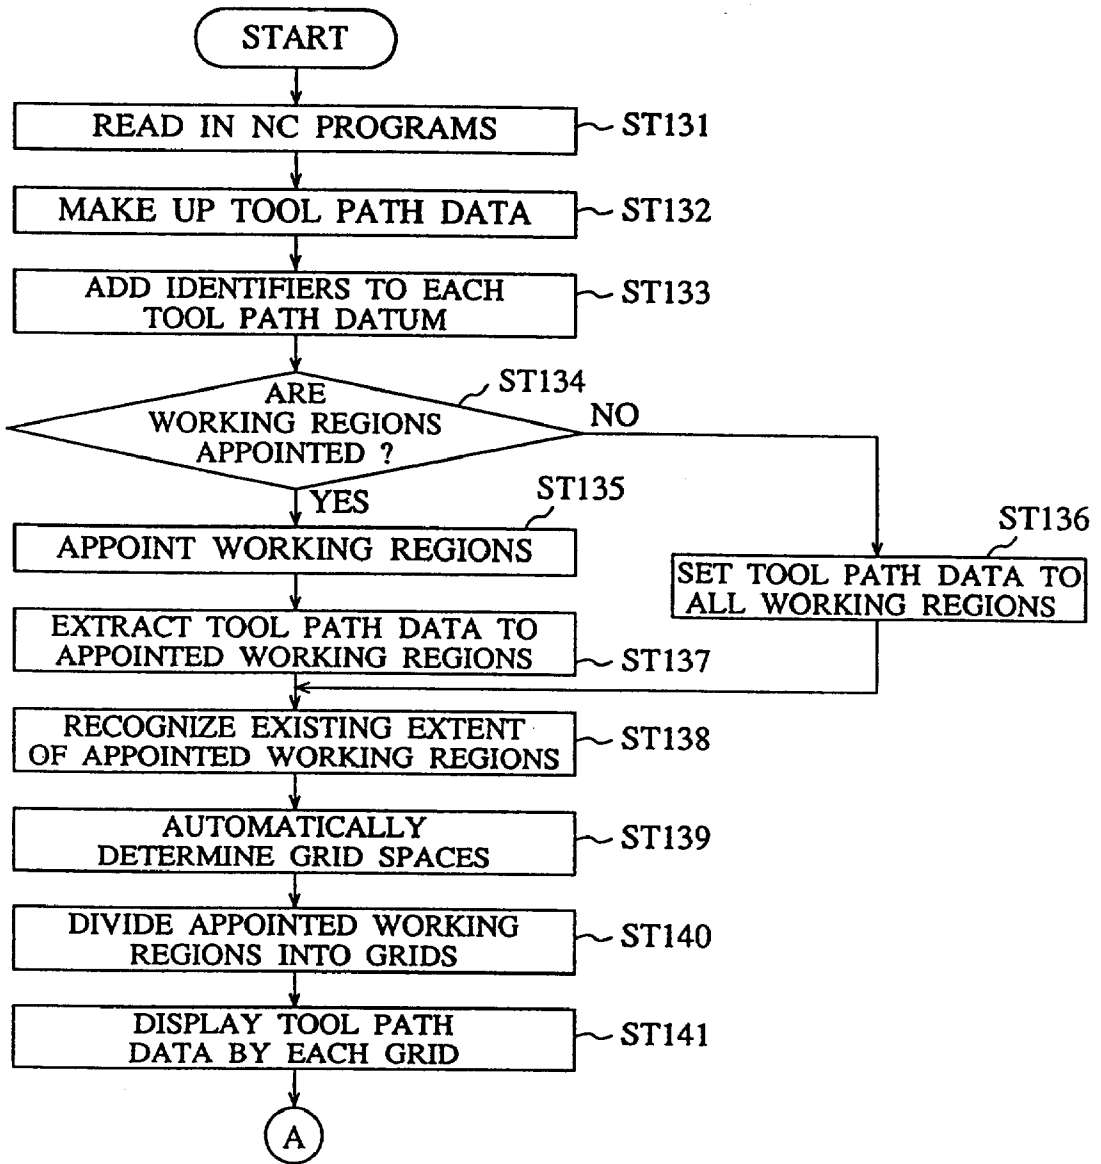 START
READ IN NC PROGRAMS
ST131
MAKE UP TOOL PATH DATA
ST132
ADD IDENTIFIERS TO EACH
TOOL PATH DATUM
ST133
ARE
WORKING REGIONS
APPOINTED ?
ST134
NO
YES
ST135
APPOINT WORKING REGIONS
ST136
SET TOOL PATH DATA TO
ALL WORKING REGIONS
EXTRACT TOOL PATH DATA TO
APPOINTED WORKING REGIONS
ST137
RECOGNIZE EXISTING EXTENT
OF APPOINTED WORKING REGIONS
ST138
AUTOMATICALLY
DETERMINE GRID SPACES
ST139
DIVIDE APPOINTED WORKING
REGIONS INTO GRIDS
ST140
DISPLAY TOOL PATH
DATA BY EACH GRID
ST141
A